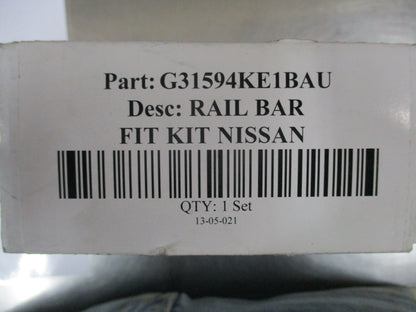 Part: G31594KE1BAU
Desc: RAIL BAR
FIT KIT NISSAN
QTY: 1 Set
13-05-021